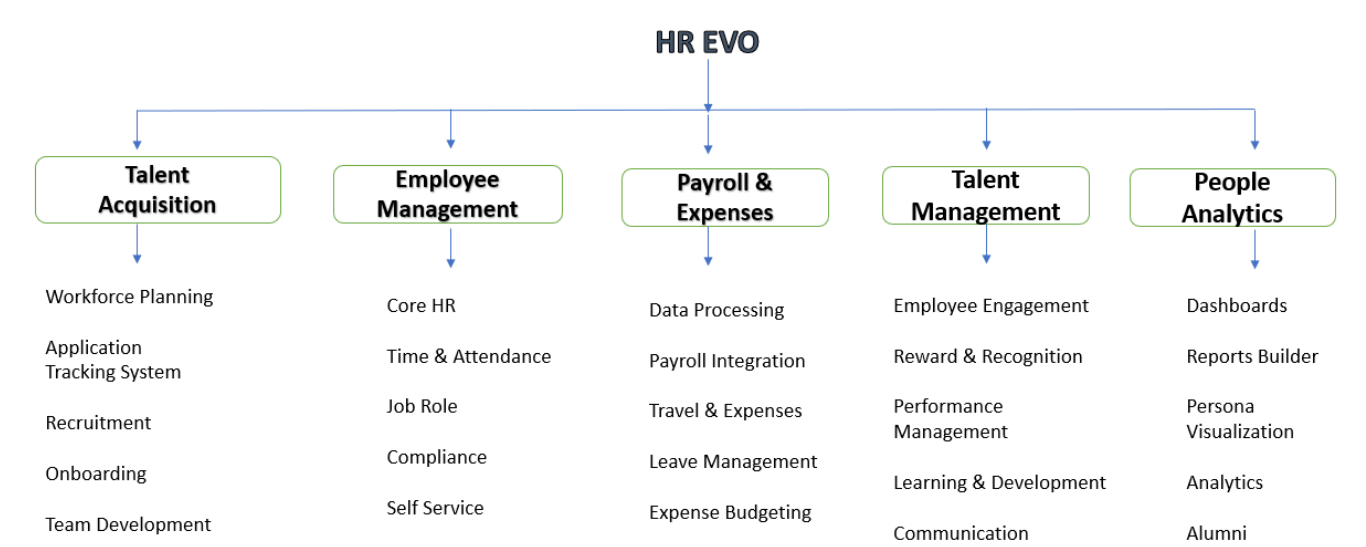 HR EVO
Talent
Acquisition
Employee
Management
Payroll &
Expenses
Talent
Management
People
Analytics
Workforce Planning
Application
Tracking System
Recruitment
Onboarding
Team Development
Core HR
Time & Attendance
Job Role
Compliance
Self Service
Data Processing
Payroll Integration
Travel & Expenses
Leave Management
Expense Budgeting
Employee Engagement
Reward & Recognition
Performance
Management
Learning & Development
Communication
Dashboards
Reports Builder
Persona
Visualization
Analytics
Alumni